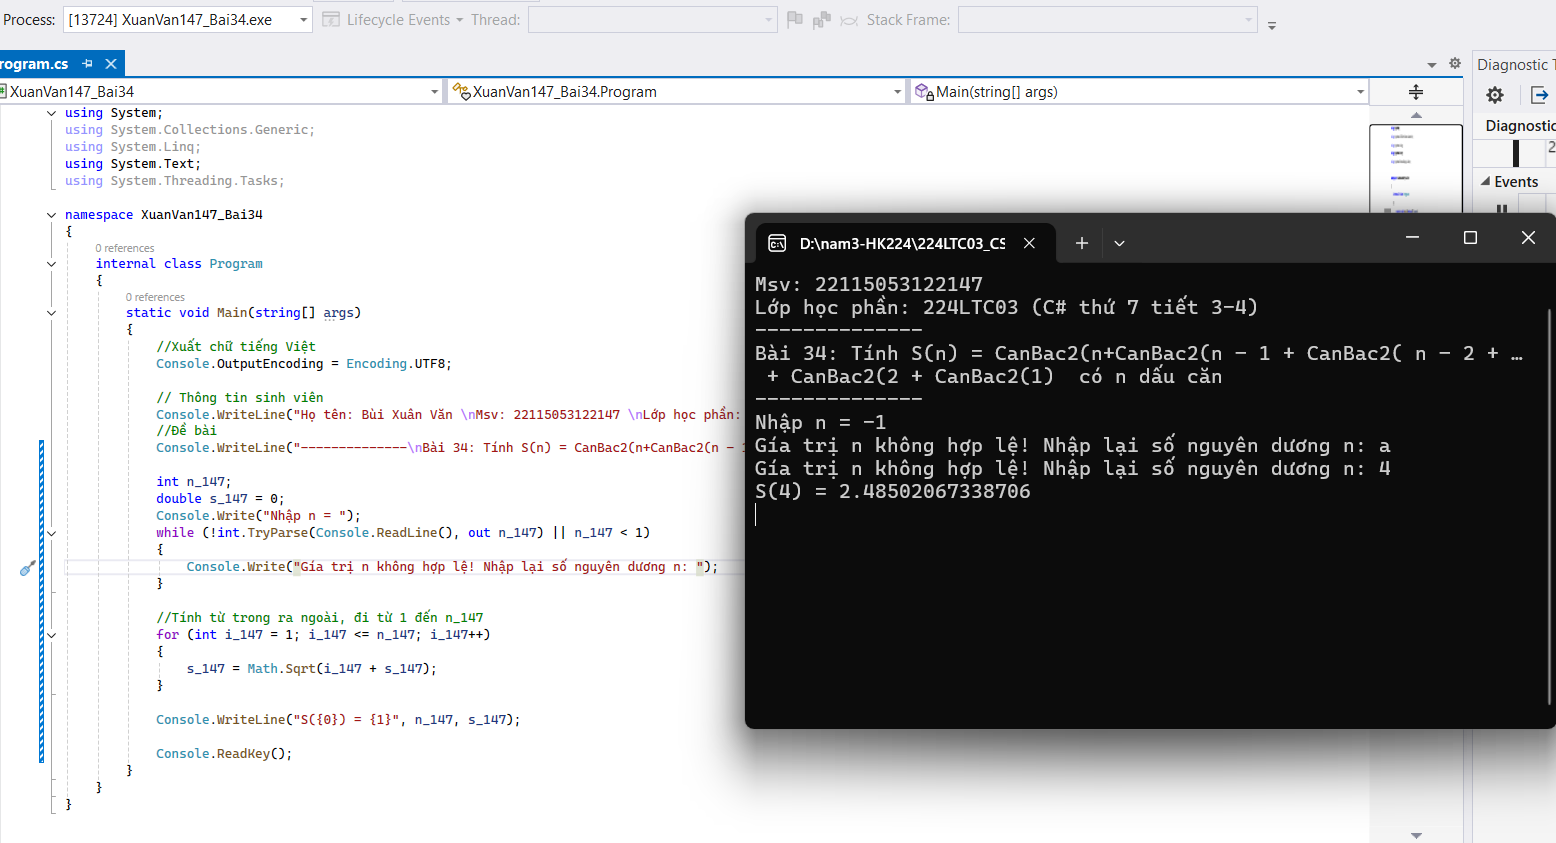 Process: [13724] XuanVan147_Bai34.exe Lifecycle Events Thread: Stack Frame:
rogram.cs
XuanVan147_Bai34 XuanVan147_Bai34.Program Main(string[] args)
Diagnostic T
Diagnostic
2
Events
using System;
using System.Collections.Generic;
using System.Linq;
using System.Text;
using System.Threading.Tasks;
namespace XuanVan147_Bai34
{
0 references
internal class Program
{
0 references
static void Main(string[] args)
{
//Xuất chữ tiếng Việt
Console.OutputEncoding = Encoding.UTF8;
// Thông tin sinh viên
Console.WriteLine("Họ tên: Bùi Xuân Văn \nMsv: 22115053122147 \nLớp học phần:
//Đề bài
Console.WriteLine("--------------\nBài 34: Tính S(n) = CanBac2(n+CanBac2(n - 1
int n_147;
double s_147 = 0;
Console.Write("Nhập n = ");
while (!int.TryParse(Console.ReadLine(), out n_147) || n_147 < 1)
{
Console.Write("Gía trị n không hợp lệ! Nhập lại số nguyên dương n: ");
}
//Tính từ trong ra ngoài, đi từ 1 đến n_147
for (int i_147 = 1; i_147 <= n_147; i_147++)
{
s_147 = Math.Sqrt(i_147 + s_147);
}
Console.WriteLine("S({0}) = {1}", n_147, s_147);
Console.ReadKey();
}
}
}
D:\nam3-HK224\224LTC03_CS
Msv: 22115053122147
Lớp học phần: 224LTC03 (C# thứ 7 tiết 3-4)
--------------
Bài 34: Tính S(n) = CanBac2(n+CanBac2(n - 1 + CanBac2( n - 2 + …
+ CanBac2(2 + CanBac2(1)  có n dấu căn
--------------
Nhập n = -1
Gía trị n không hợp lệ! Nhập lại số nguyên dương n: a
Gía trị n không hợp lệ! Nhập lại số nguyên dương n: 4
S(4) = 2.48502067338706